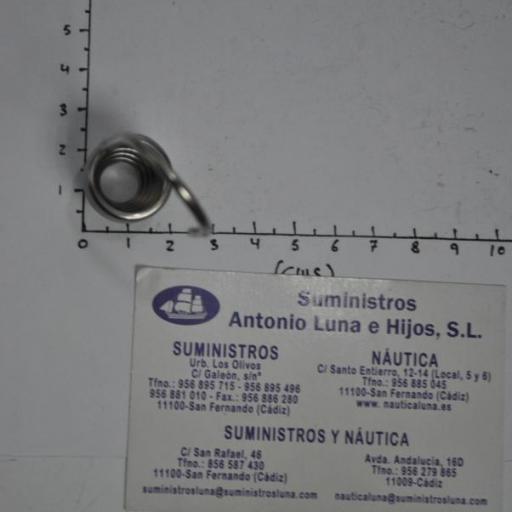 5
4
3
2
1
0 1 2 3 4 5 6 7 8 9 10
(CMS)
Suministros
Antonio Luna e Hijos, S.L.
SUMINISTROS
Urb. Los Olivos
C/ Galeón, s/nº
Tfno.: 956 895 715 - 956 895 496
956 881 010 - Fax.: 956 886 280
11100-San Fernando (Cádiz)
NÁUTICA
C/ Santo Entierro, 12-14 (Local, 5 y 6)
Tfno.: 956 885 045
11100-San Fernando (Cádiz)
www. nauticaluna.es
SUMINISTROS Y NÁUTICA
C/ San Rafael, 46
Tfno.: 856 587 430
11100-San Fernando (Cádiz)
suministrosluna@suministrosluna.com
Avda. Andalucía, 16D
Tfno.: 956 279 865
11009-Cádiz
nauticaluna@suministrosluna.com